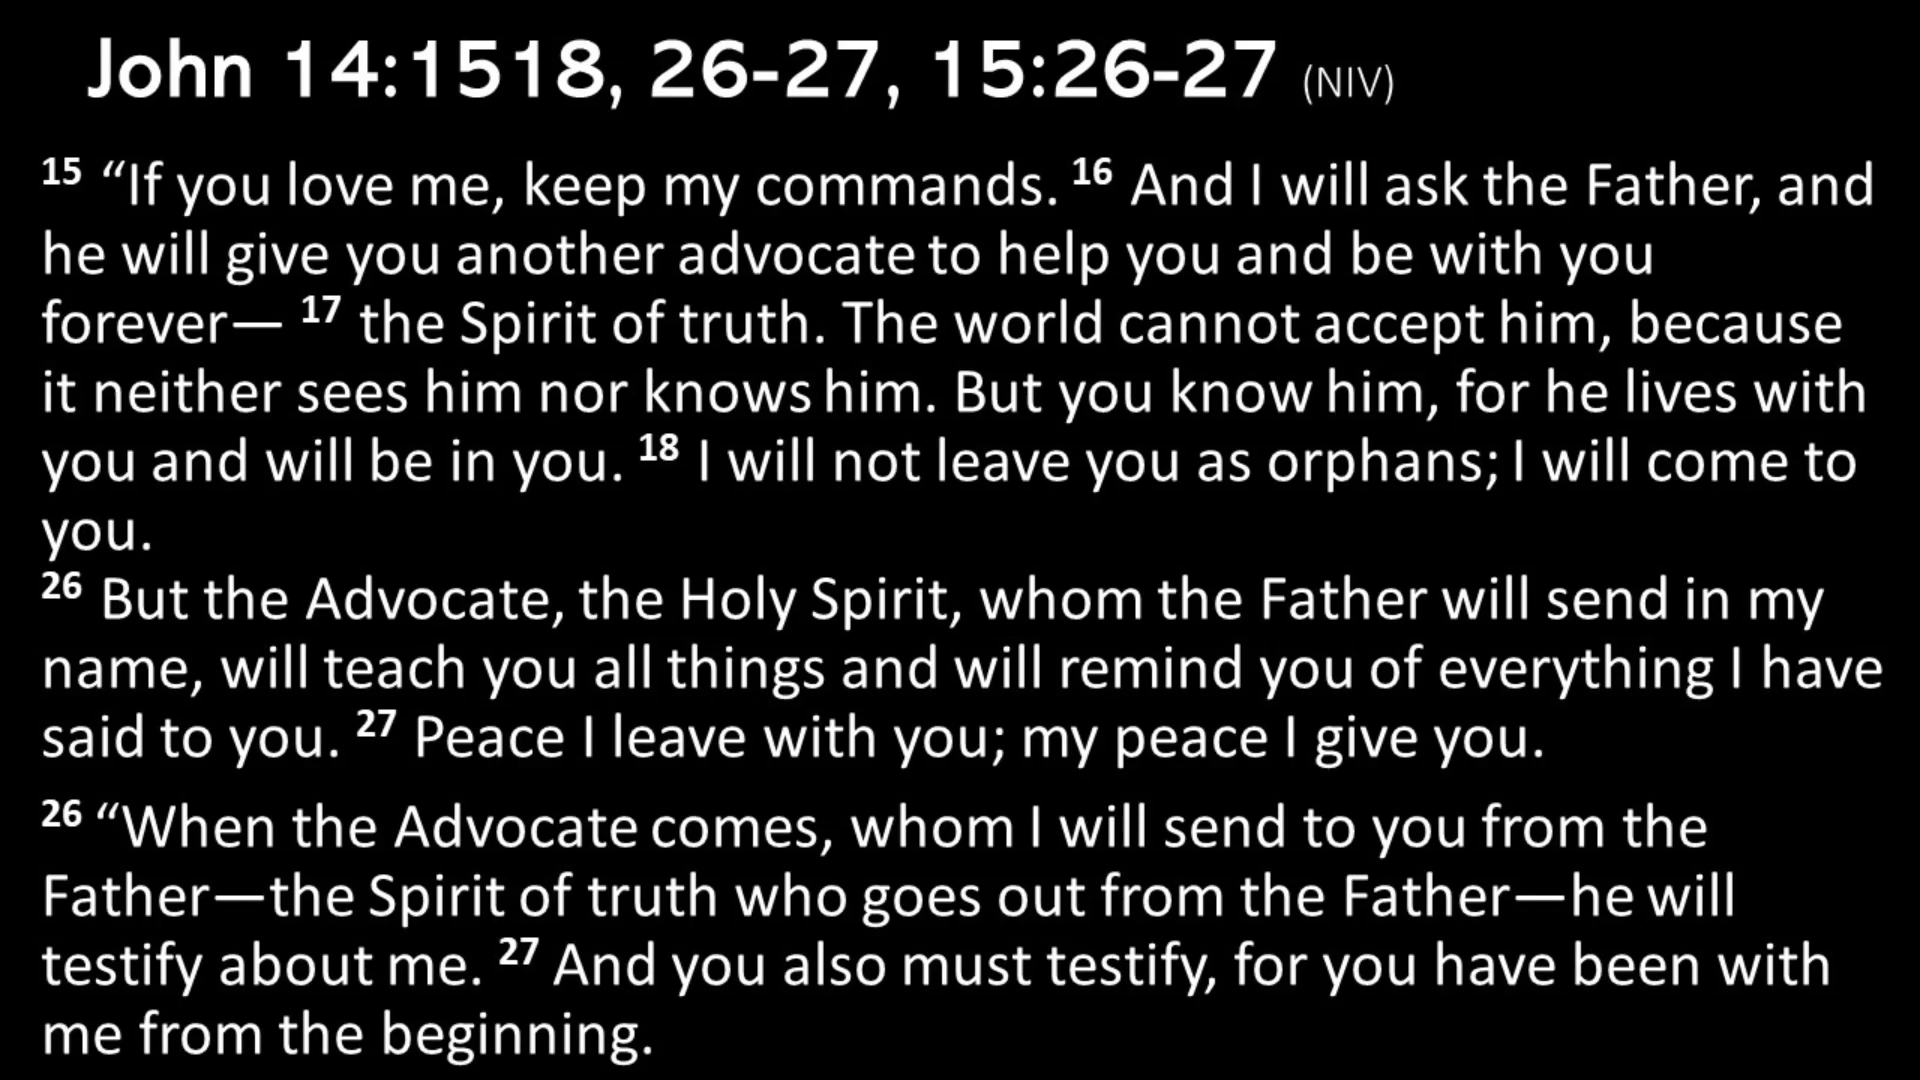 John 14:1518, 26-27, 15:26-27 (NIV)
15 “If you love me, keep my commands. 16 And I will ask the Father, and
he will give you another advocate to help you and be with you
forever— 17 the Spirit of truth. The world cannot accept him, because
it neither sees him nor knows him. But you know him, for he lives with
you and will be in you. 18 I will not leave you as orphans; I will come to
you.
26 But the Advocate, the Holy Spirit, whom the Father will send in my
name, will teach you all things and will remind you of everything I have
said to you. 27 Peace I leave with you; my peace I give you.
26 “When the Advocate comes, whom I will send to you from the
Father—the Spirit of truth who goes out from the Father—he will
testify about me. 27 And you also must testify, for you have been with
me from the beginning.